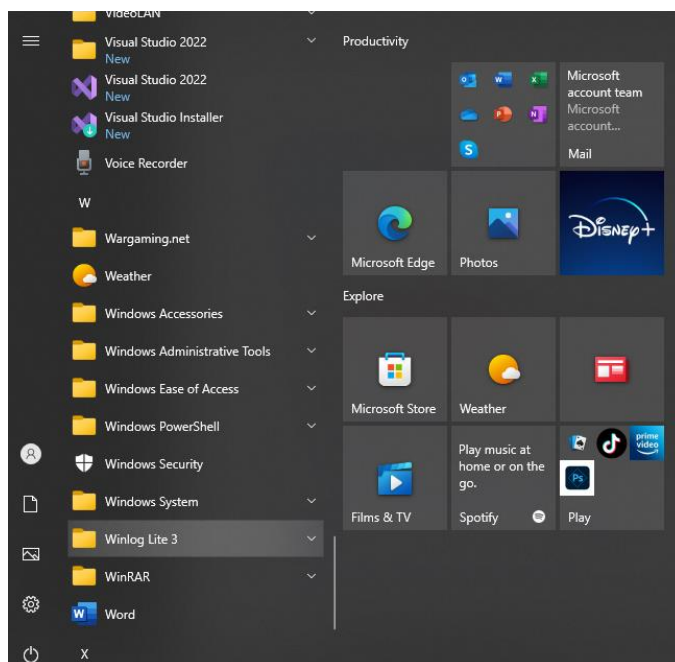 VideoLAN
Visual Studio 2022
New
Visual Studio 2022
New
Visual Studio Installer
New
Voice Recorder
W
Wargaming.net
Weather
Windows Accessories
Windows Administrative Tools
Windows Ease of Access
Windows PowerShell
Windows Security
Windows System
Winlog Lite 3
WinRAR
Word
X
Productivity
Microsoft
account team
Microsoft
account...
Mail
Microsoft Edge
Photos
Disney+
Explore
Microsoft Store
Weather
Films & TV
Play music at
home or on the
go.
Spotify
prime
video
Ps
Play